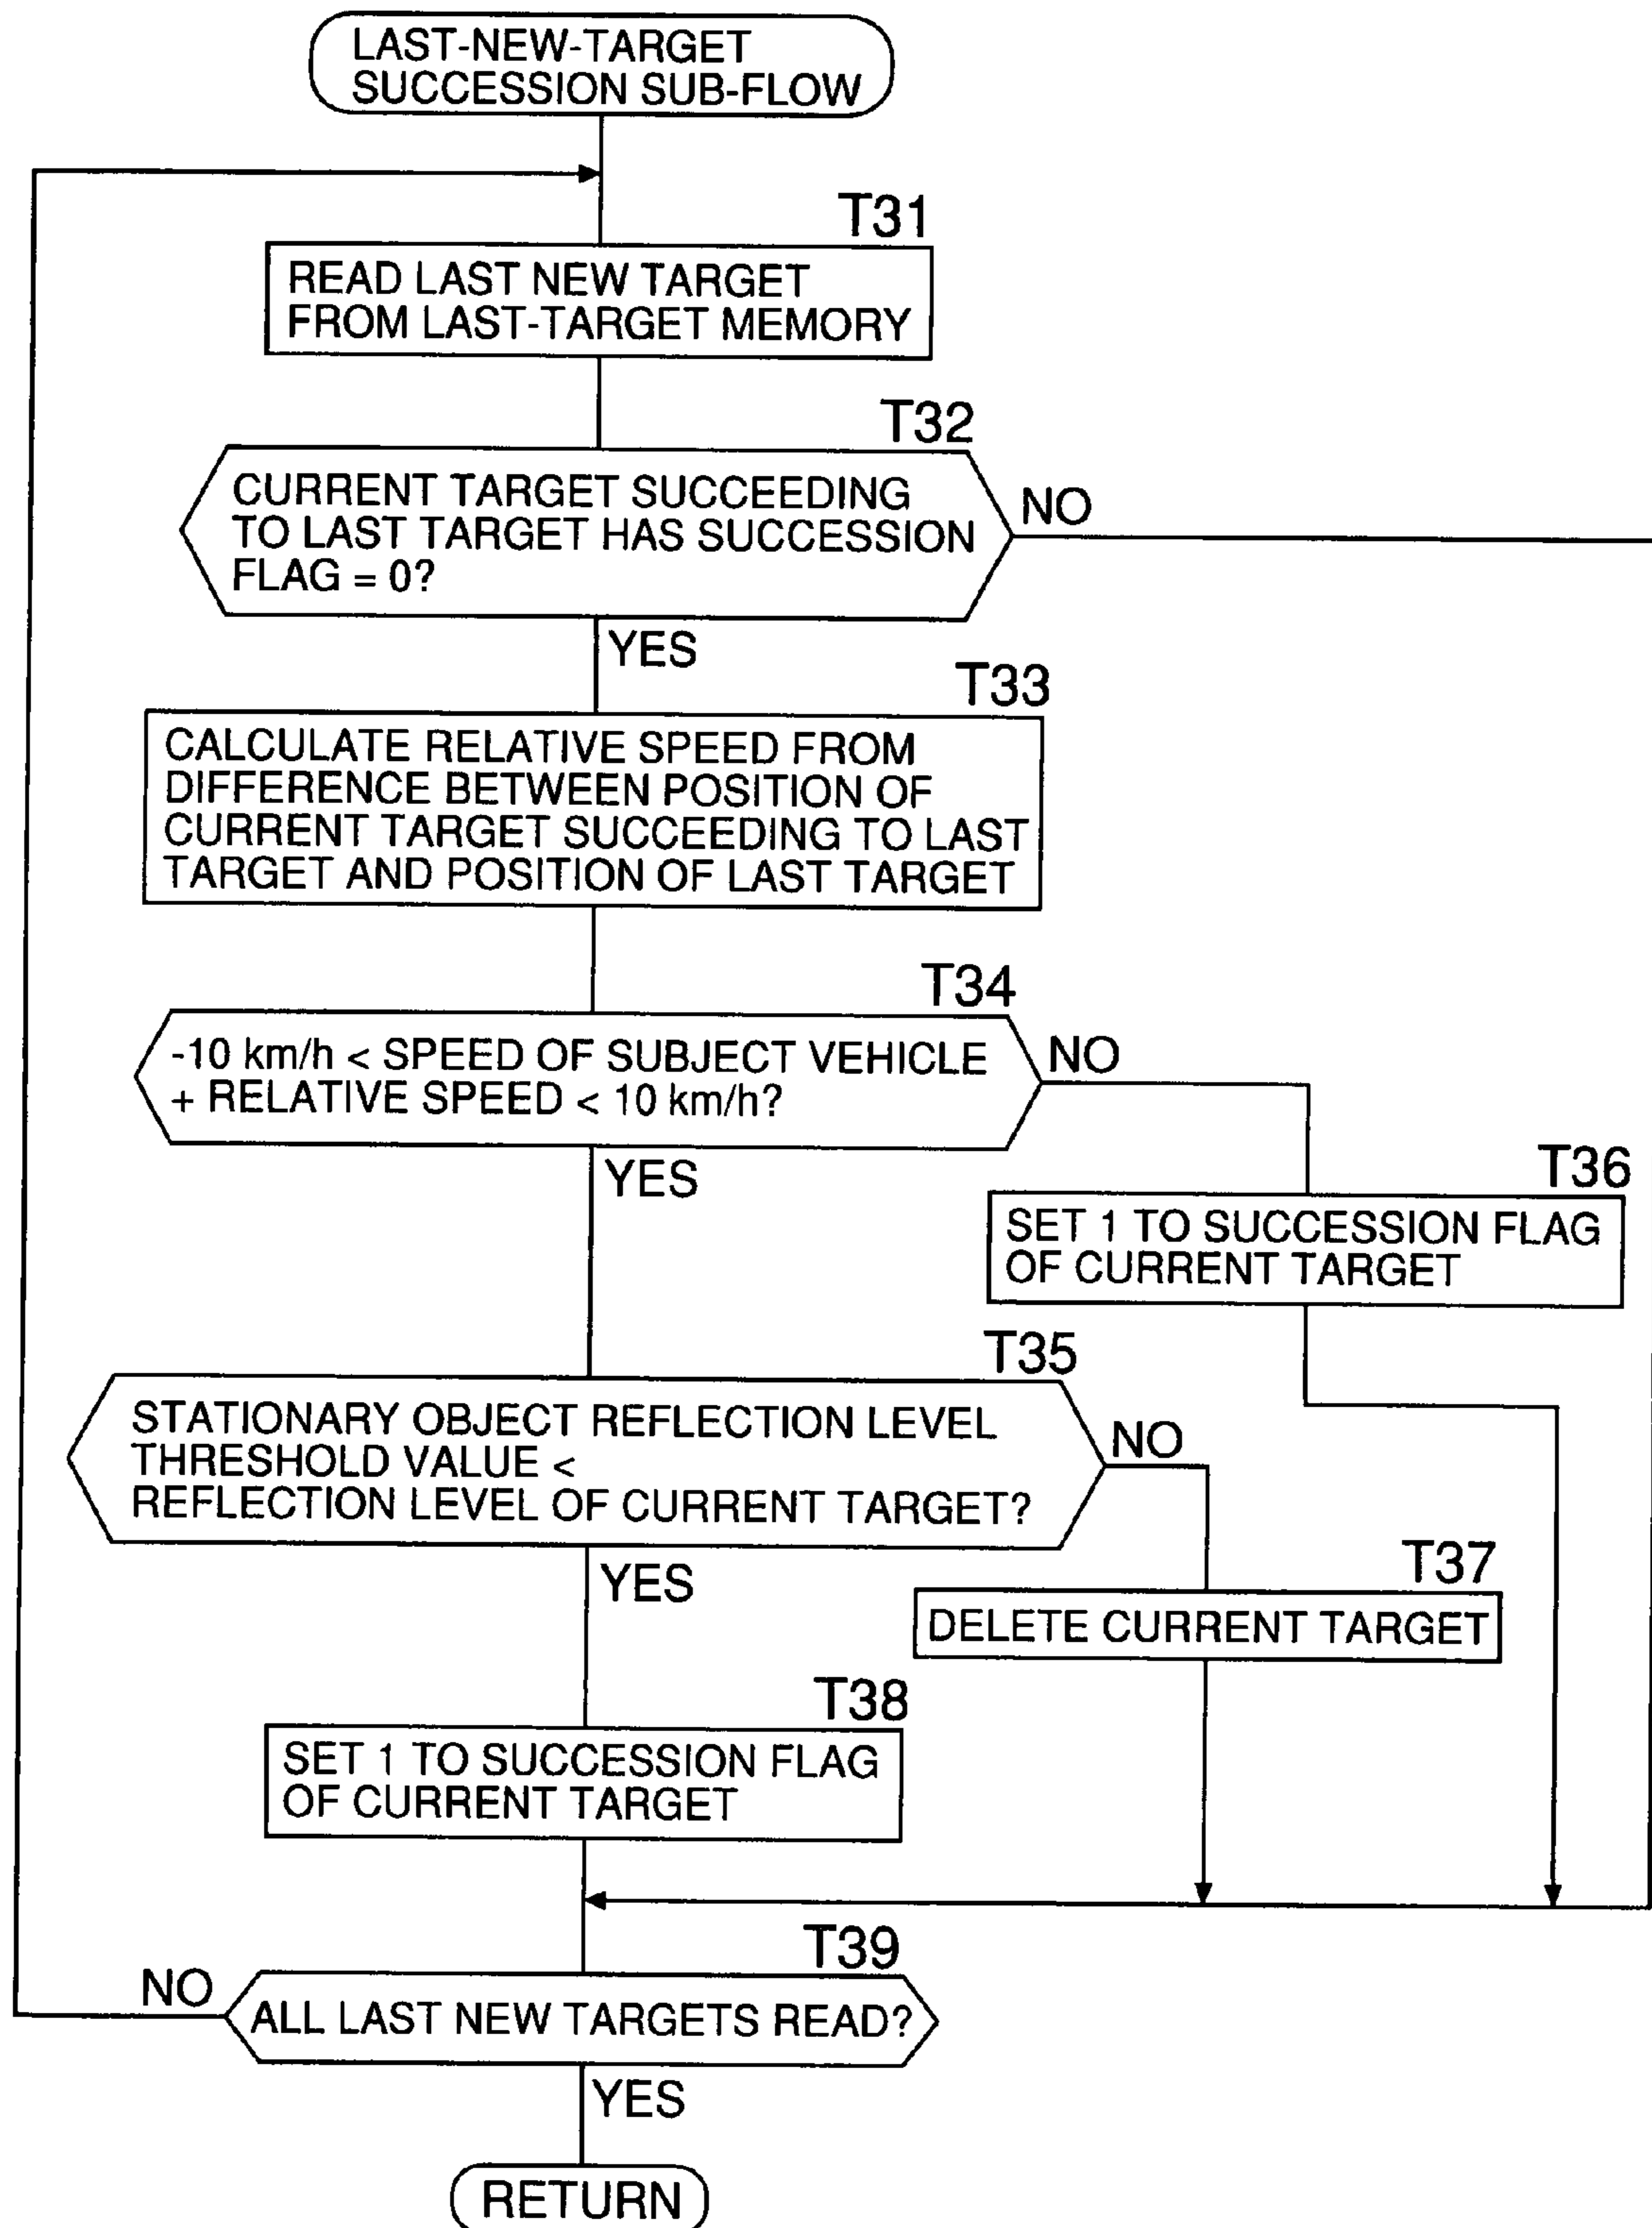 LAST-NEW-TARGET
SUCCESSION SUB-FLOW
T31
READ LAST NEW TARGET
FROM LAST-TARGET MEMORY
T32
CURRENT TARGET SUCCEEDING
TO LAST TARGET HAS SUCCESSION
FLAG = 0?
NO
YES
T33
CALCULATE RELATIVE SPEED FROM
DIFFERENCE BETWEEN POSITION OF
CURRENT TARGET SUCCEEDING TO LAST
TARGET AND POSITION OF LAST TARGET
T34
-10 km/h < SPEED OF SUBJECT VEHICLE
+ RELATIVE SPEED < 10 km/h?
NO
YES
T36
SET 1 TO SUCCESSION FLAG
OF CURRENT TARGET
T35
STATIONARY OBJECT REFLECTION LEVEL
THRESHOLD VALUE <
REFLECTION LEVEL OF CURRENT TARGET?
NO
YES
T37
DELETE CURRENT TARGET
T38
SET 1 TO SUCCESSION FLAG
OF CURRENT TARGET
T39
NO
ALL LAST NEW TARGETS READ?
YES
RETURN